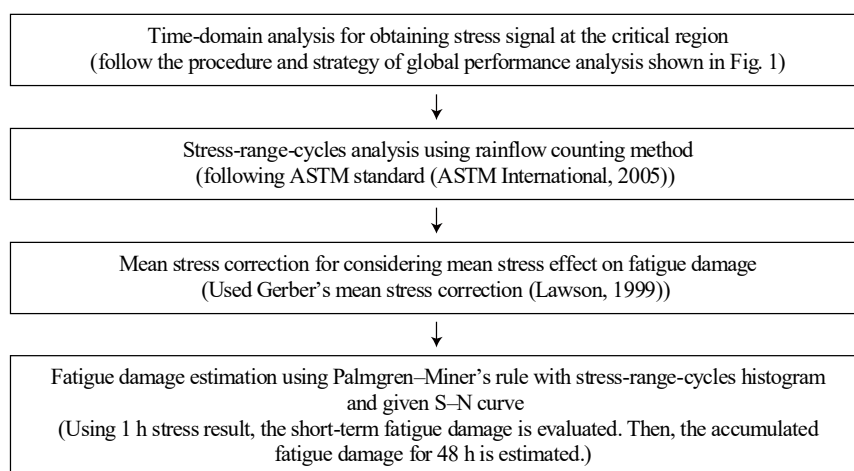 Time-domain analysis for obtaining stress signal at the critical region
(follow the procedure and strategy of global performance analysis shown in Fig. 1)
Stress-range-cycles analysis using rainflow counting method
(following ASTM standard (ASTM International, 2005))
Mean stress correction for considering mean stress effect on fatigue damage
(Used Gerber’s mean stress correction (Lawson, 1999))
Fatigue damage estimation using Palmgren–Miner’s rule with stress-range-cycles histogram
and given S–N curve
(Using 1 h stress result, the short-term fatigue damage is evaluated. Then, the accumulated
fatigue damage for 48 h is estimated.)